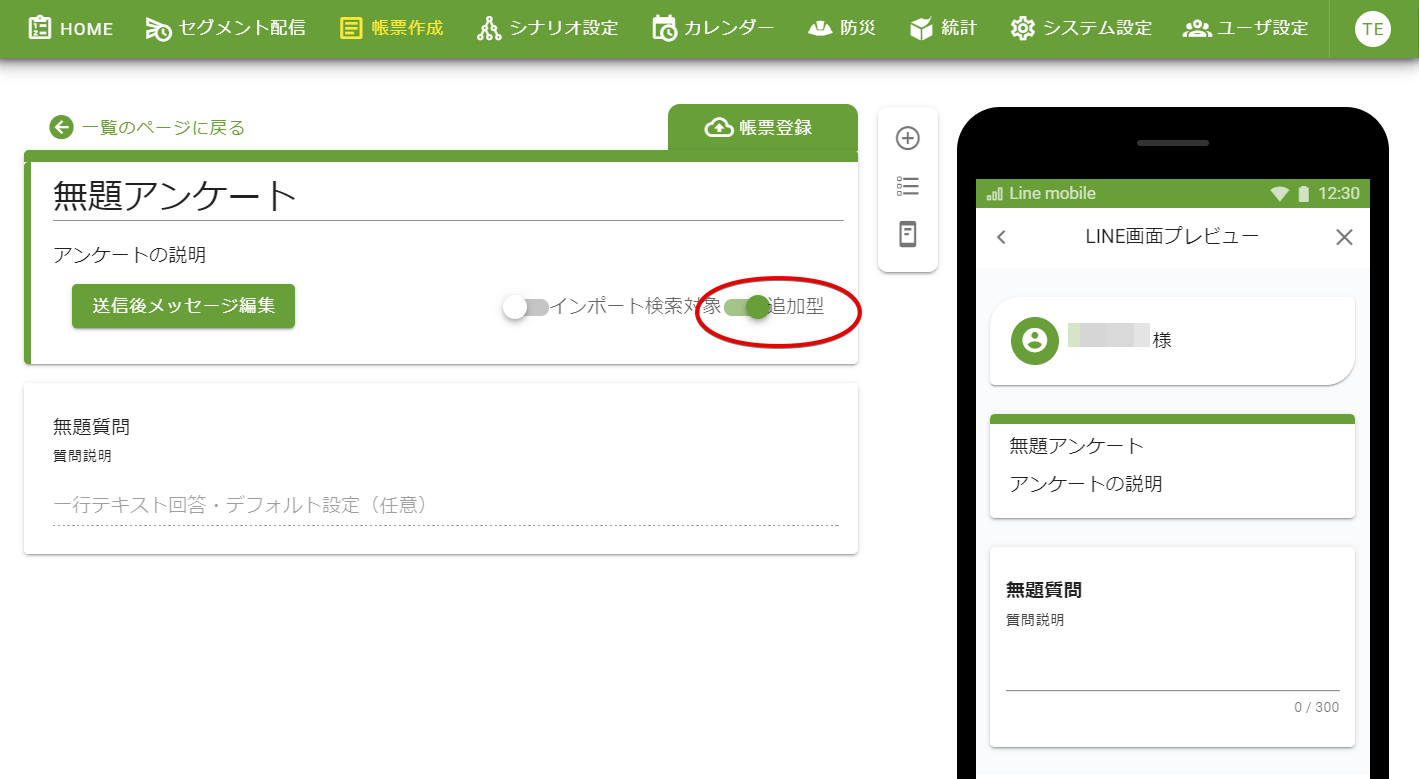 HOME セグメント配信 帳票作成 シナリオ設定 カレンダー 防災 統計 システム設定 ユーザ設定 TE
一覧のページに戻る
帳票登録
無題アンケート
アンケートの説明
送信後メッセージ編集
インポート検索対象 追加型
無題質問
質問説明
一行テキスト回答・デフォルト設定（任意）
Line mobile 12:30
LINE画面プレビュー
様
無題アンケート
アンケートの説明
無題質問
質問説明
0 / 300